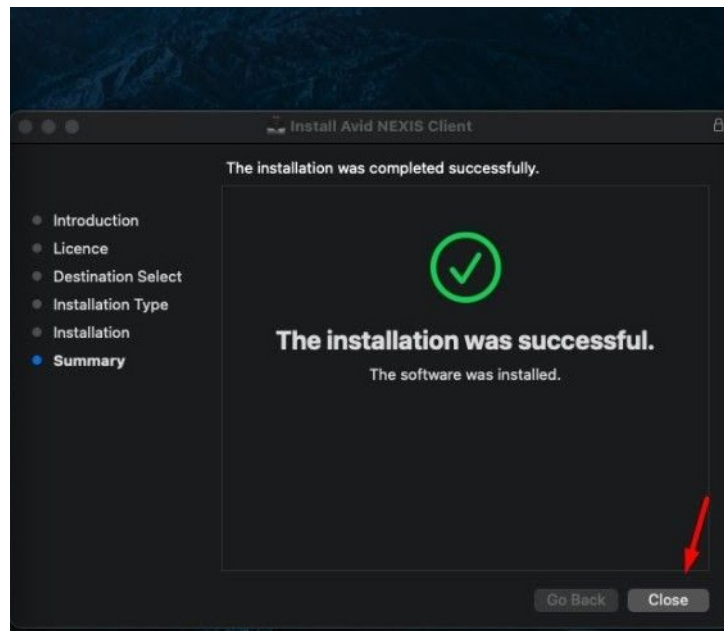 Install Avid NEXIS Client
The installation was completed successfully.
Introduction
Licence
Destination Select
Installation Type
Installation
Summary
The installation was successful.
The software was installed.
Go Back
Close